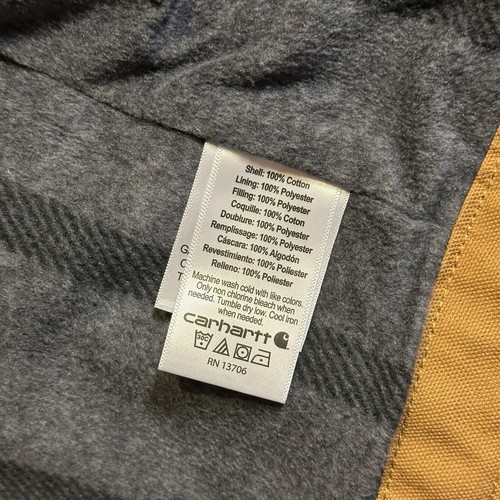 Shell: 100% Cotton
Lining: 100% Polyester
Filling: 100% Polyester
Coquille: 100% Coton
Doublure: 100% Polyester
Remplissage: 100% Polyester
Cáscara: 100% Algodón
Revestimiento: 100% Poliester
Relleno: 100% Poliester
Machine wash cold with like colors.
Only non chlorine bleach when
needed. Tumble dry low. Cool iron
when needed.
carhartt
RN 13706